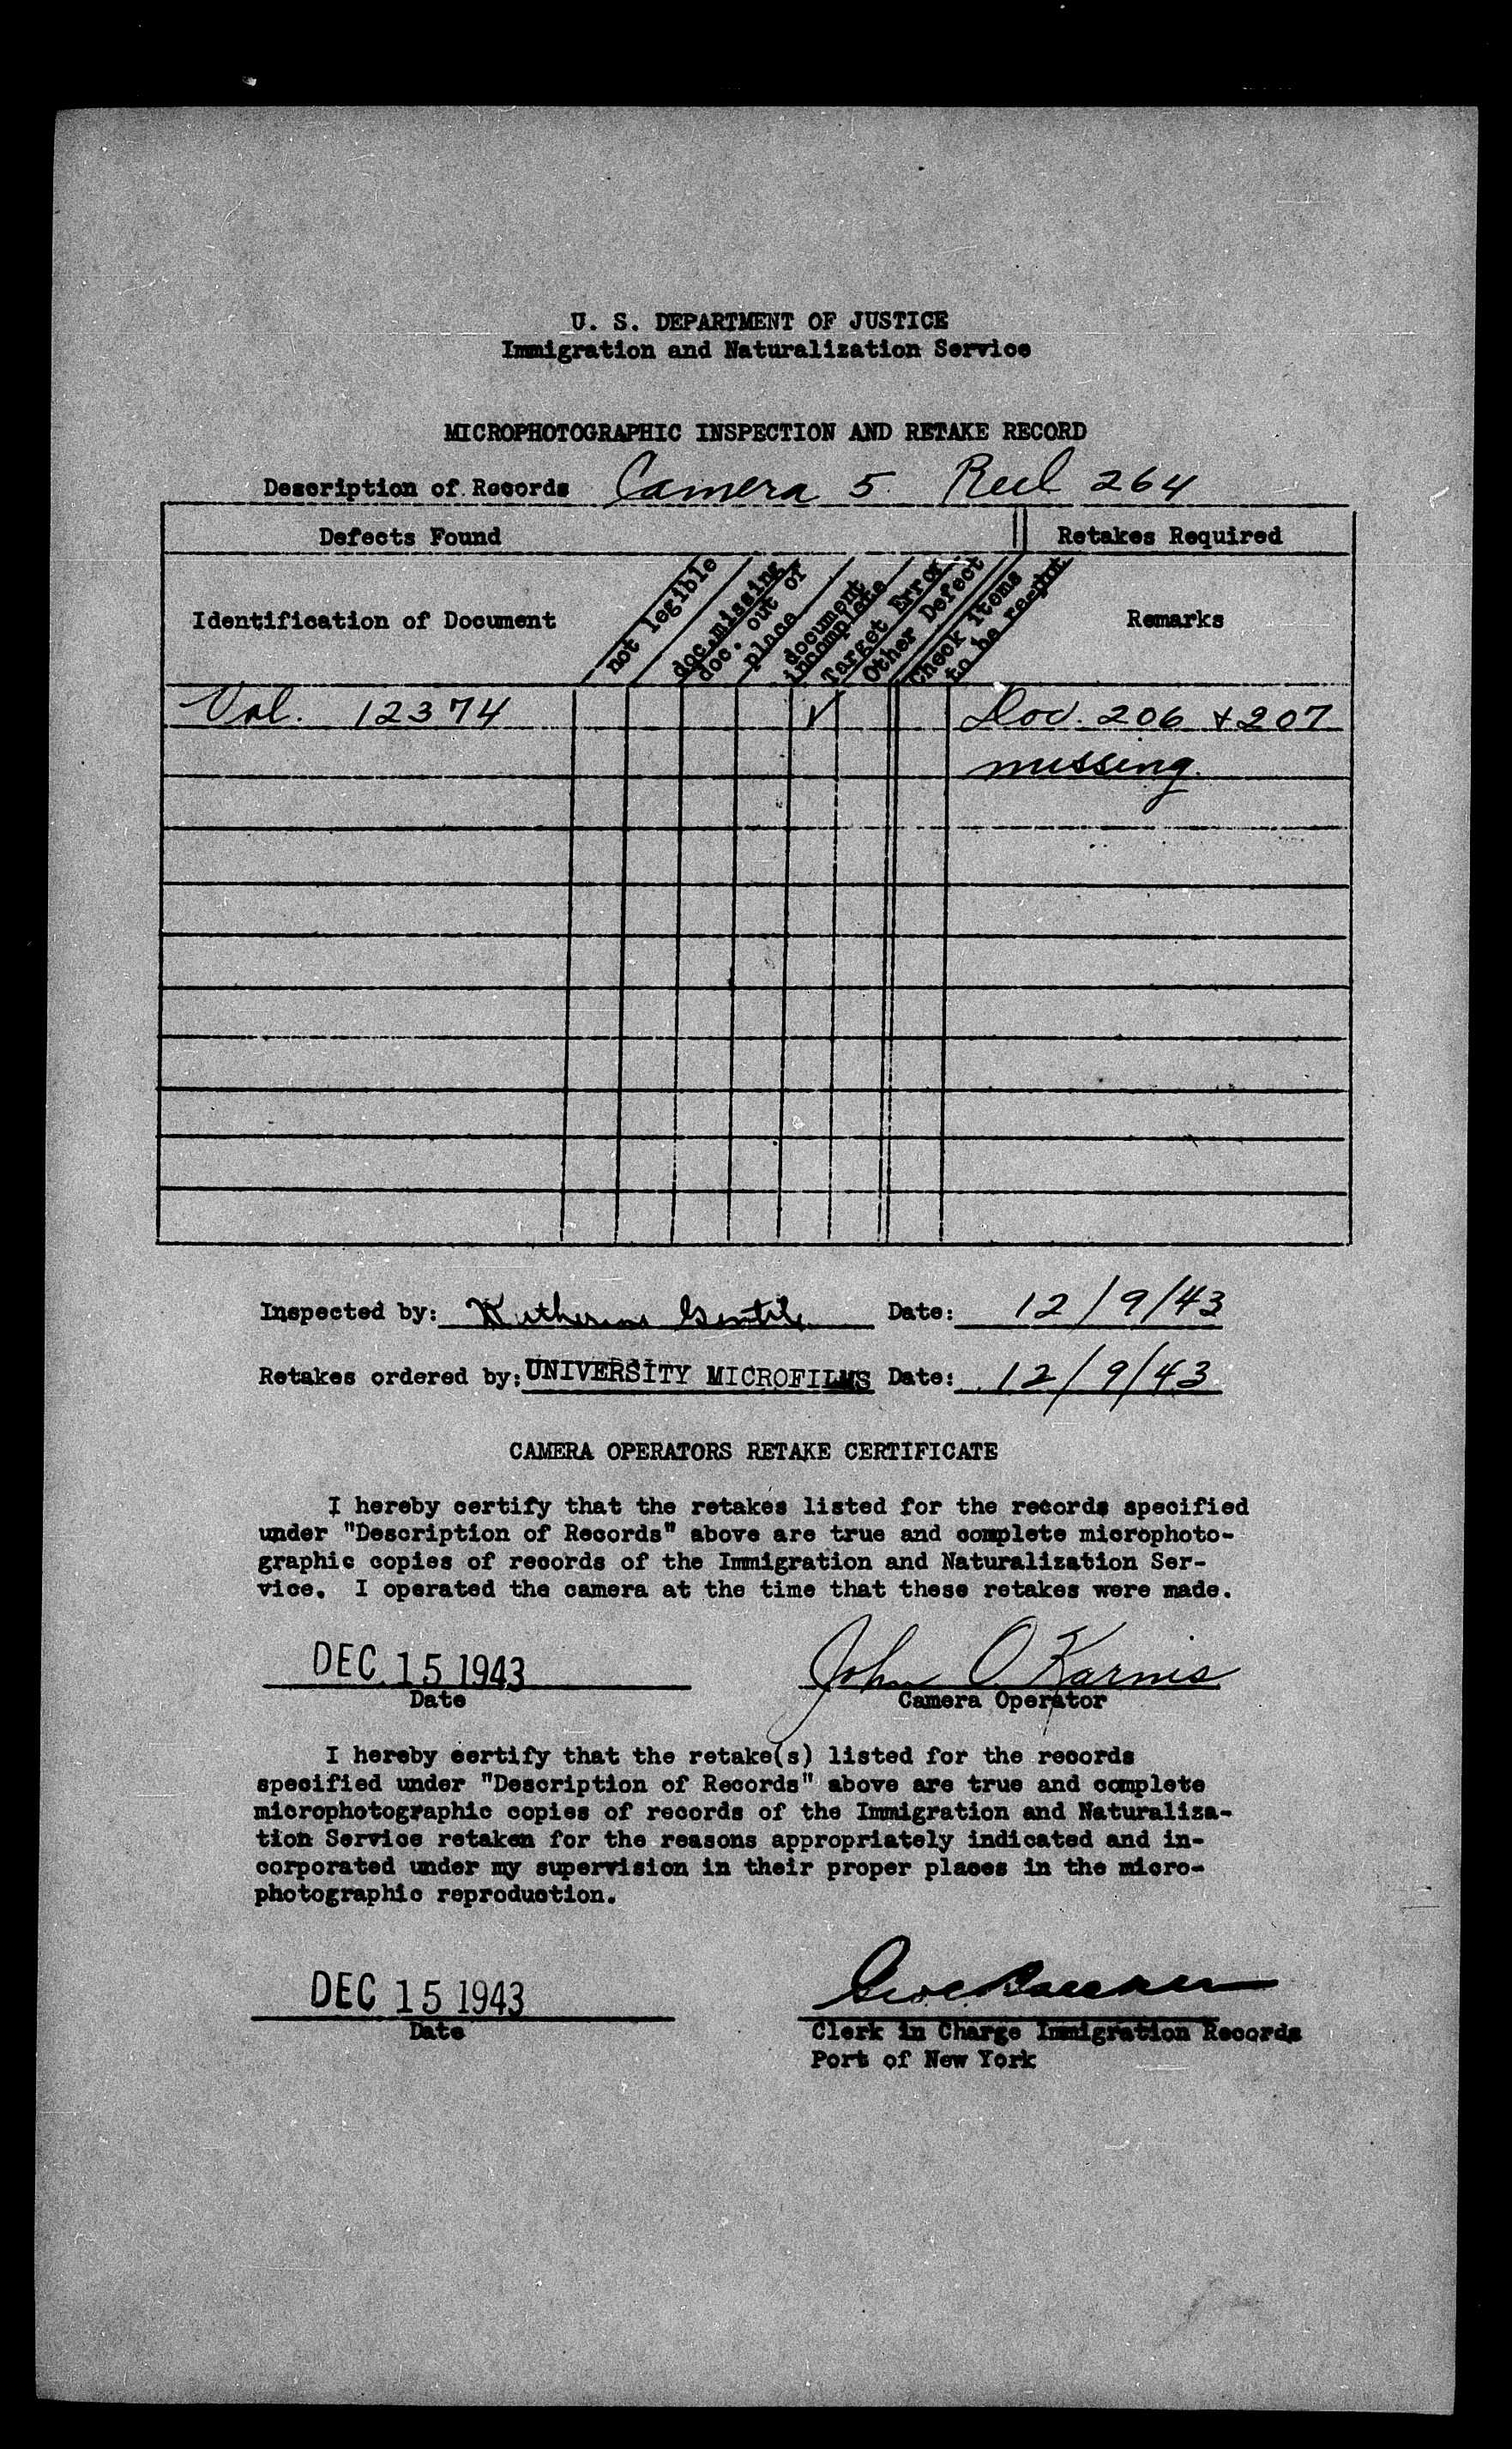 U. S. DEPARTMENT OF JUSTICE
Immigration and Naturalization Service
MICROPHOTOGRAPHIC INSPECTION AND RETAKE RECORD
Description of Records Camera 5 Reel 264
Defects Found
Retakes Required
Identification of Document
not legible
doc. missing
doc. out of
place
document
incomplete
Target Error
Other Defect
Check items
to be re-
Remarks
Vol. 12374 ✓ Doc. 206 + 207
missing.
Inspected by: Katherine Gentile Date: 12/9/43
Retakes ordered by: UNIVERSITY MICROFILMS Date: 12/9/43
CAMERA OPERATORS RETAKE CERTIFICATE
I hereby certify that the retakes listed for the records specified
under "Description of Records" above are true and complete microphoto-
graphic copies of records of the Immigration and Naturalization Ser-
vice. I operated the camera at the time that these retakes were made.
DEC 15 1943 John O Karnis
Date Camera Operator
I hereby certify that the retake(s) listed for the records
specified under "Description of Records" above are true and complete
microphotographic copies of records of the Immigration and Naturaliza-
tion Service retaken for the reasons appropriately indicated and in-
corporated under my supervision in their proper places in the micro-
photographic reproduction.
DEC 15 1943
Date Clerk in Charge Immigration Records
Port of New York